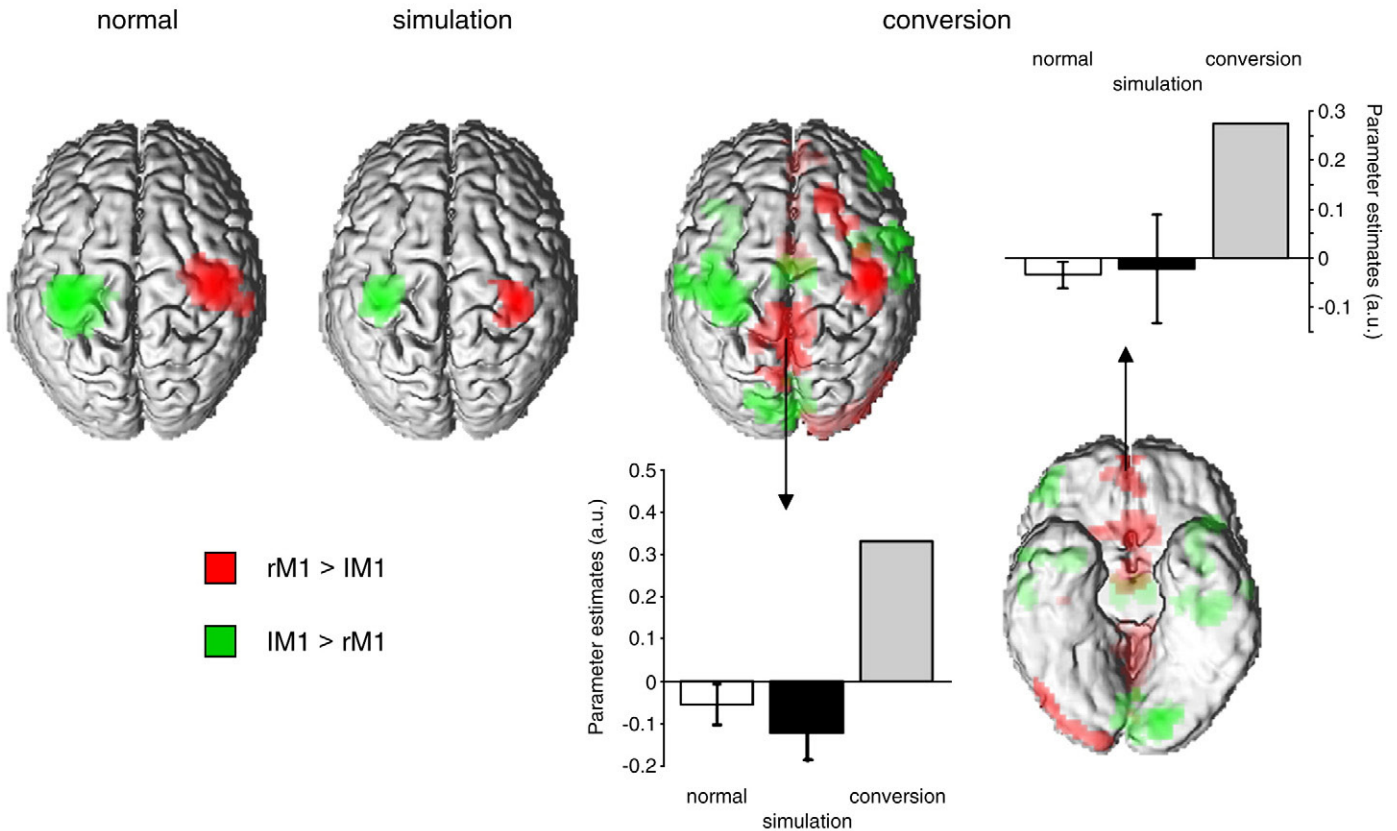 normal
simulation
conversion
normal
simulation
conversion
0.3
0.2
0.1
0
-0.1
Parameter estimates (a.u.)
0.5
0.4
0.3
0.2
0.1
0
-0.1
-0.2
Parameter estimates (a.u.)
normal
simulation
conversion
rM1 > lM1
lM1 > rM1